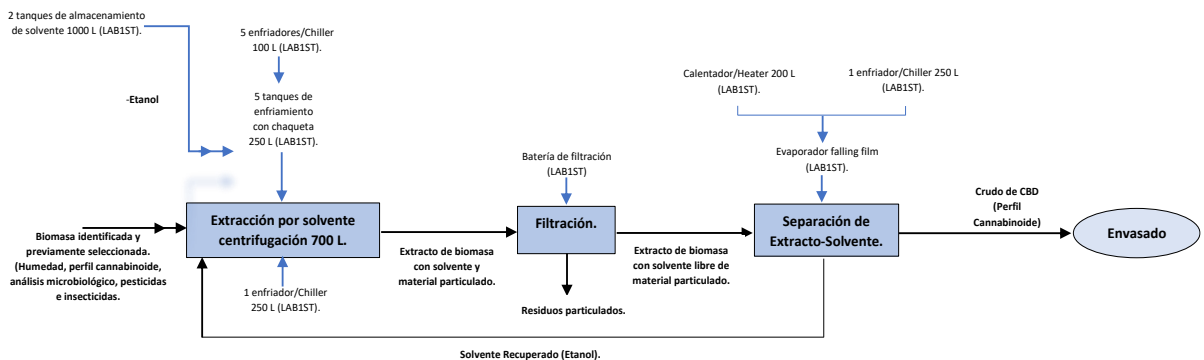 2 tanques de almacenamiento
de solvente 1000 L (LAB1ST).
-Etanol
5 enfriadores/Chiller
100 L (LAB1ST).
5 tanques de
enfriamiento
con chaqueta
250 L (LAB1ST).
Biomasa identificada y
previamente seleccionada.
(Humedad, perfil cannabinoide,
análisis microbiológico, pesticidas
e insecticidas.
Extracción por solvente
centrifugación 700 L.
1 enfriador/Chiller
250 L (LAB1ST).
Extracto de biomasa
con solvente y
material particulado.
Batería de filtración
(LAB1ST)
Filtración.
Residuos particulados.
Extracto de biomasa
con solvente libre de
material particulado.
Calentador/Heater 200 L
(LAB1ST).
1 enfriador/Chiller 250 L
(LAB1ST).
Evaporador falling film
(LAB1ST).
Separación de
Extracto-Solvente.
Crudo de CBD
(Perfil
Cannabinoide)
Envasado
Solvente Recuperado (Etanol).